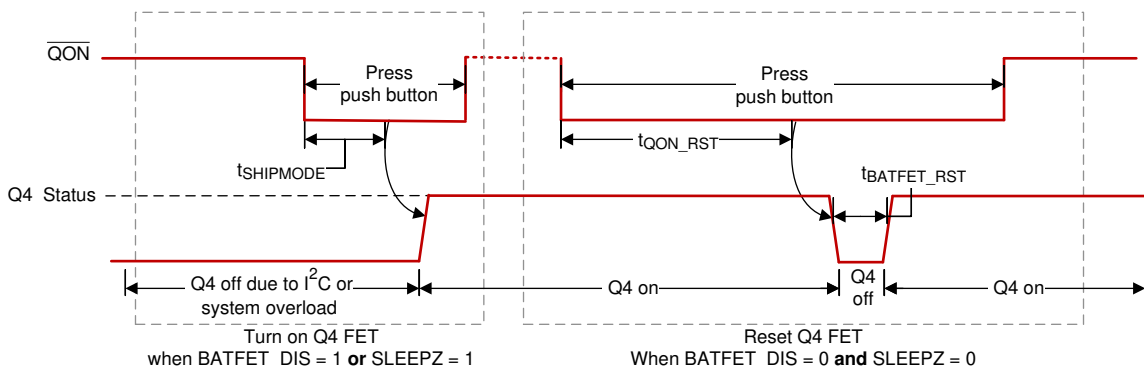 QON
Press
push button
Press
push button
tSHIPMODE
tQON_RST
tBATFET_RST
Q4 Status
Q4 off due to I2C or
system overload
Q4 on
Q4
off
Q4 on
Turn on Q4 FET
when BATFET_DIS = 1 or SLEEPZ = 1
Reset Q4 FET
When BATFET_DIS = 0 and SLEEPZ = 0